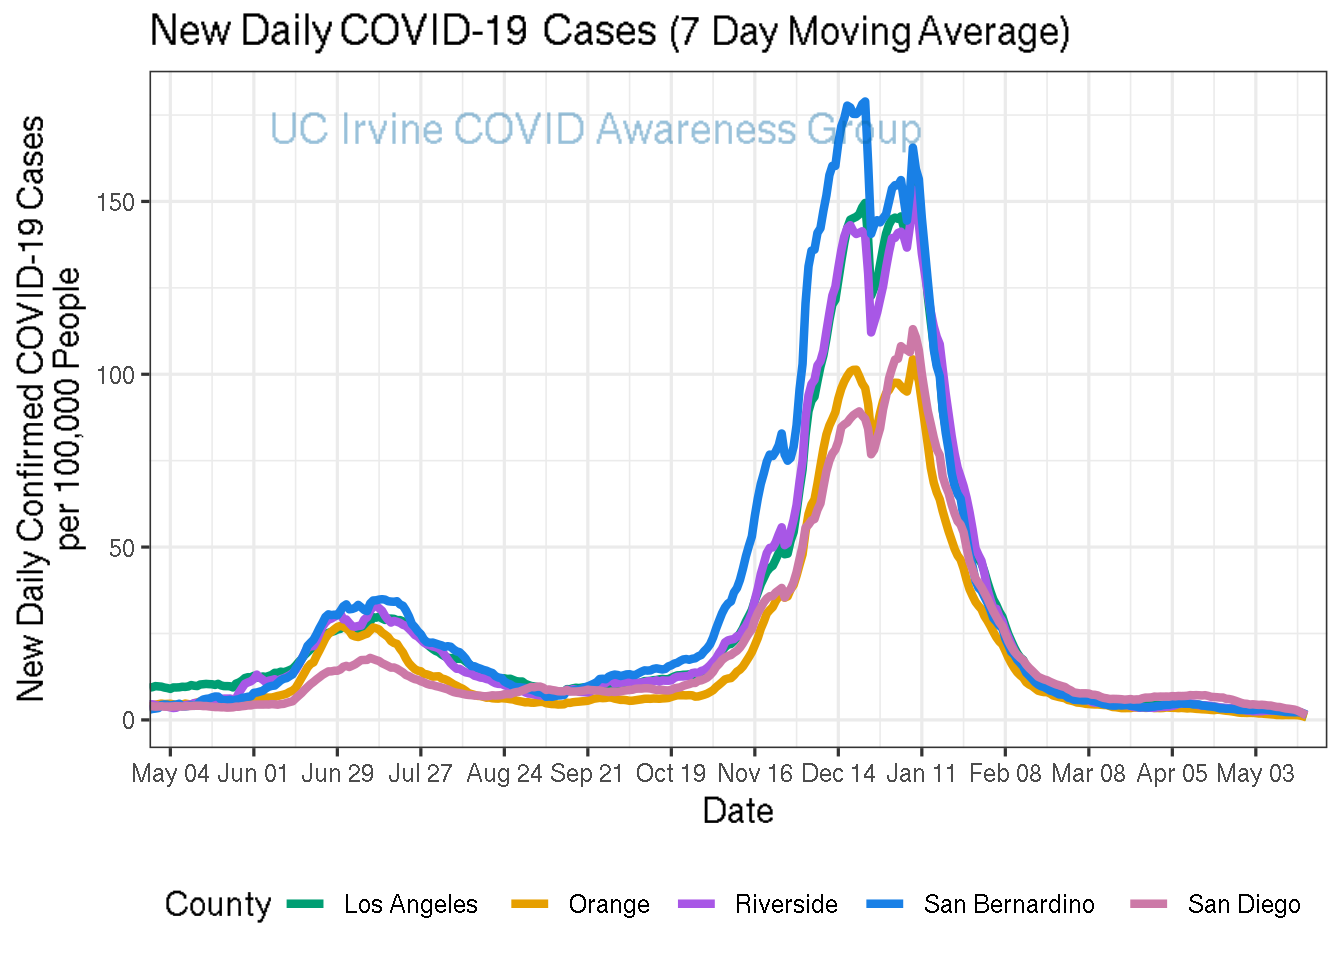 New Daily COVID-19 Cases (7 Day Moving Average)
UC Irvine COVID Awareness Group
New Daily Confirmed COVID-19 Cases
per 100,000 People
150
100
50
0
May 04 Jun 01 Jun 29 Jul 27 Aug 24 Sep 21 Oct 19 Nov 16 Dec 14 Jan 11 Feb 08 Mar 08 Apr 05 May 03
Date
County Los Angeles Orange Riverside San Bernardino San Diego